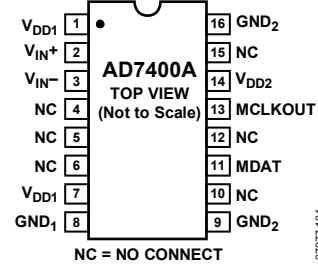 VDD1 1 16 GND2
VIN+ 2 15 NC
VIN− 3 14 VDD2
NC 4 13 MCLKOUT
NC 5 12 NC
NC 6 11 MDAT
VDD1 7 10 NC
GND1 8 9 GND2
AD7400A
TOP VIEW
(Not to Scale)
NC = NO CONNECT